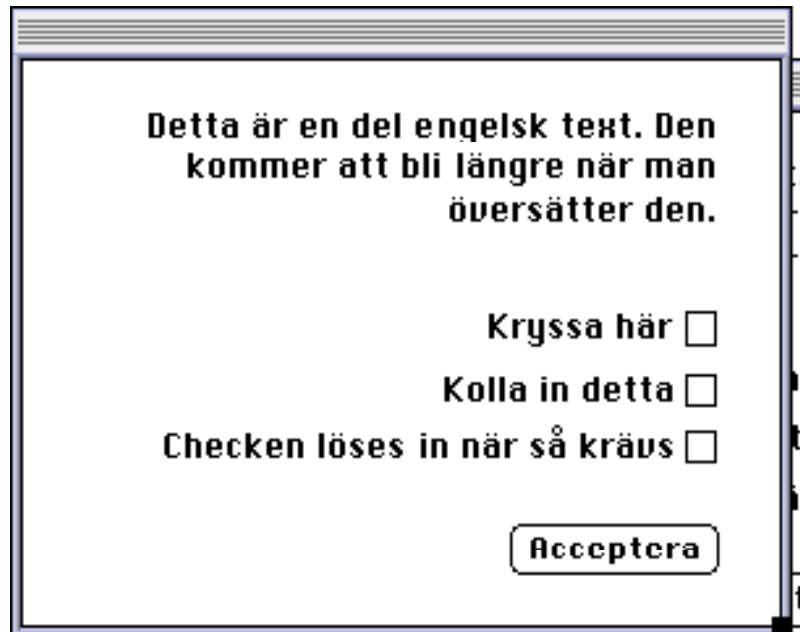 Detta är en del engelsk text. Den
kommer att bli längre när man
översätter den.
Kryssa här
Kolla in detta
Checken löses in när så krävs
Acceptera